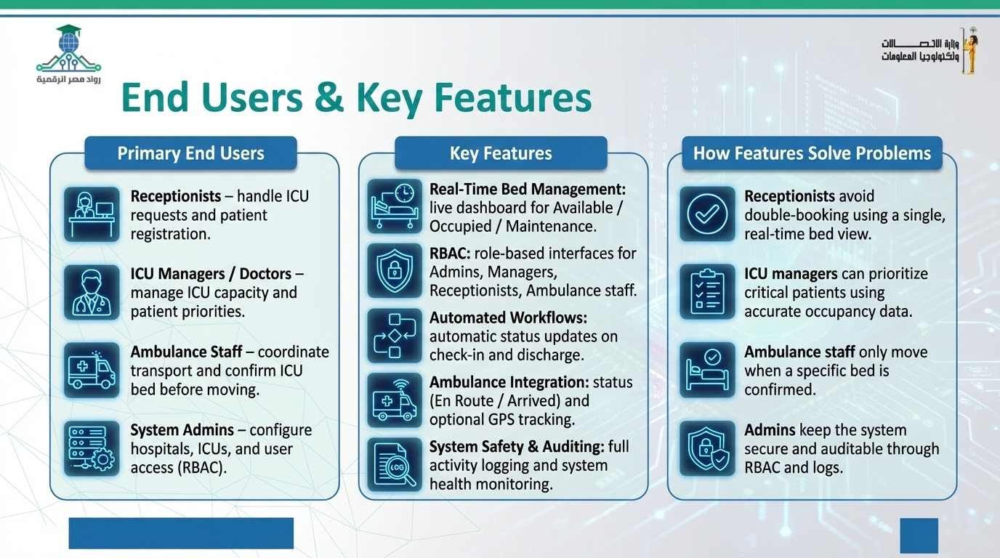 رواد مصر الرقمية
وزارة الاتصـــــالات
وتكنولوجيا المعلومات
End Users & Key Features
Primary End Users
Receptionists – handle ICU
requests and patient
registration.
ICU Managers / Doctors –
manage ICU capacity and
patient priorities.
Ambulance Staff – coordinate
transport and confirm ICU
bed before moving.
System Admins – configure
hospitals, ICUs, and user
access (RBAC).
Key Features
Real-Time Bed Management:
live dashboard for Available /
Occupied / Maintenance.
RBAC: role-based interfaces for
Admins, Managers,
Receptionists, Ambulance staff.
Automated Workflows:
automatic status updates on
check-in and discharge.
Ambulance Integration: status
(En Route / Arrived) and
optional GPS tracking.
LOG
System Safety & Auditing: full
activity logging and system
health monitoring.
How Features Solve Problems
Receptionists avoid
double-booking using a single,
real-time bed view.
ICU managers can prioritize
critical patients using
accurate occupancy data.
Ambulance staff only move
when a specific bed is
confirmed.
Admins keep the system
secure and auditable through
RBAC and logs.